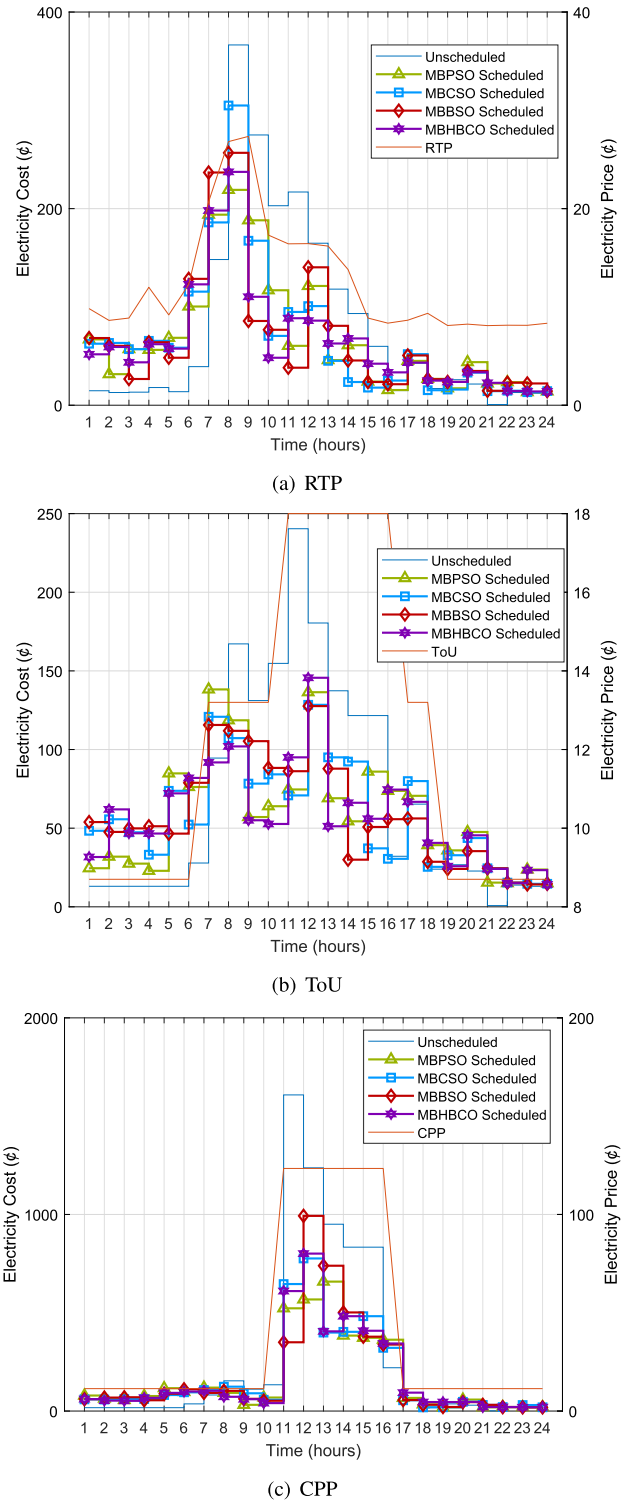 400
200
0
40
20
0
Electricity Cost (¢)
Electricity Price (¢)
Unscheduled
MBPSO Scheduled
MBCSO Scheduled
MBBSO Scheduled
MBHBCO Scheduled
RTP
1 2 3 4 5 6 7 8 9 10 11 12 13 14 15 16 17 18 19 20 21 22 23 24
Time (hours)
(a) RTP
250
200
150
100
50
0
18
16
14
12
10
8
Electricity Cost (¢)
Electricity Price (¢)
Unscheduled
MBPSO Scheduled
MBCSO Scheduled
MBBSO Scheduled
MBHBCO Scheduled
ToU
1 2 3 4 5 6 7 8 9 10 11 12 13 14 15 16 17 18 19 20 21 22 23 24
Time (hours)
(b) ToU
2000
1000
0
200
100
0
Electricity Cost (¢)
Electricity Price (¢)
Unscheduled
MBPSO Scheduled
MBCSO Scheduled
MBBSO Scheduled
MBHBCO Scheduled
CPP
1 2 3 4 5 6 7 8 9 10 11 12 13 14 15 16 17 18 19 20 21 22 23 24
Time (hours)
(c) CPP